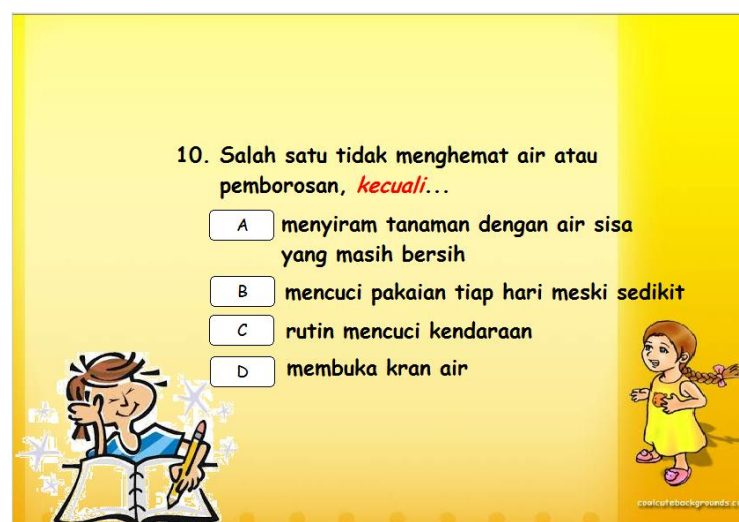 10. Salah satu tidak menghemat air atau
pemborosan, kecuali...
A menyiram tanaman dengan air sisa
yang masih bersih
B mencuci pakaian tiap hari meski sedikit
C rutin mencuci kendaraan
D membuka kran air